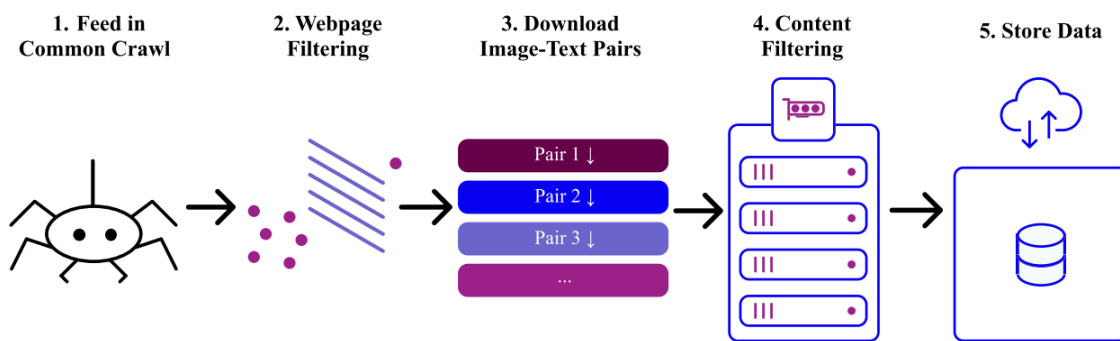 1. Feed in
Common Crawl
2. Webpage
Filtering
3. Download
Image-Text Pairs
4. Content
Filtering
5. Store Data
Pair 1 ↓
Pair 2 ↓
Pair 3 ↓
...